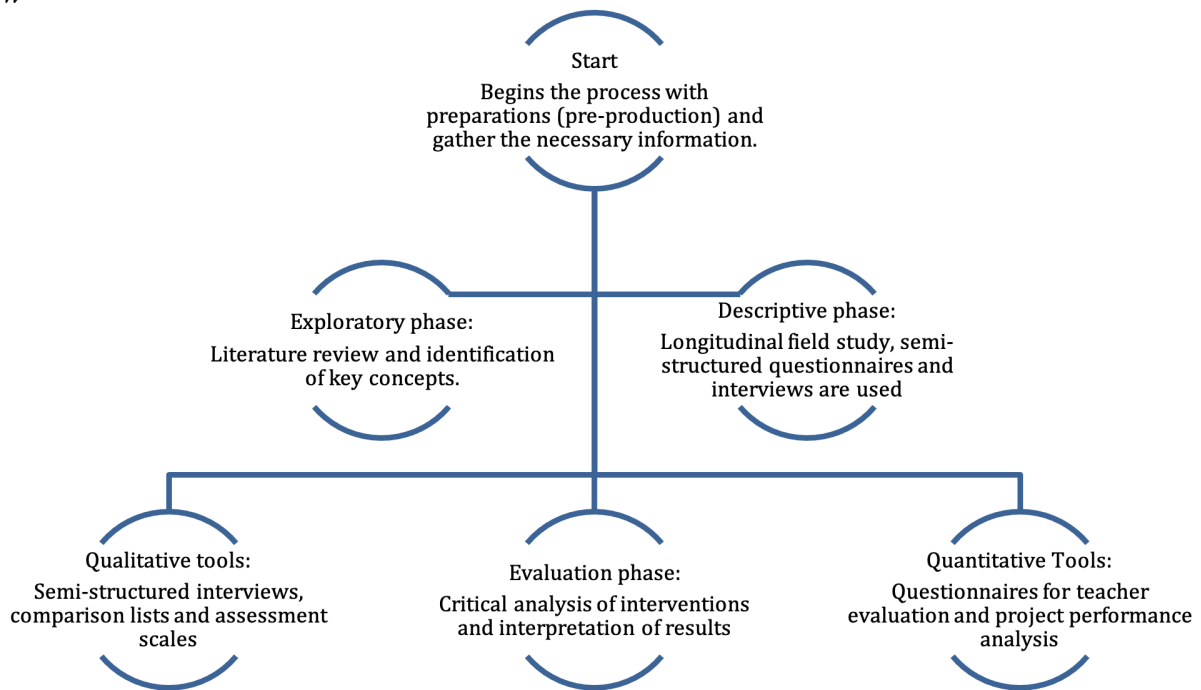 Start
Begins the process with
preparations (pre-production) and
gather the necessary information.
Exploratory phase:
Literature review and identification
of key concepts.
Descriptive phase:
Longitudinal field study, semi-
structured questionnaires and
interviews are used
Qualitative tools:
Semi-structured interviews,
comparison lists and assessment
scales
Evaluation phase:
Critical analysis of interventions
and interpretation of results
Quantitative Tools:
Questionnaires for teacher
evaluation and project performance
analysis